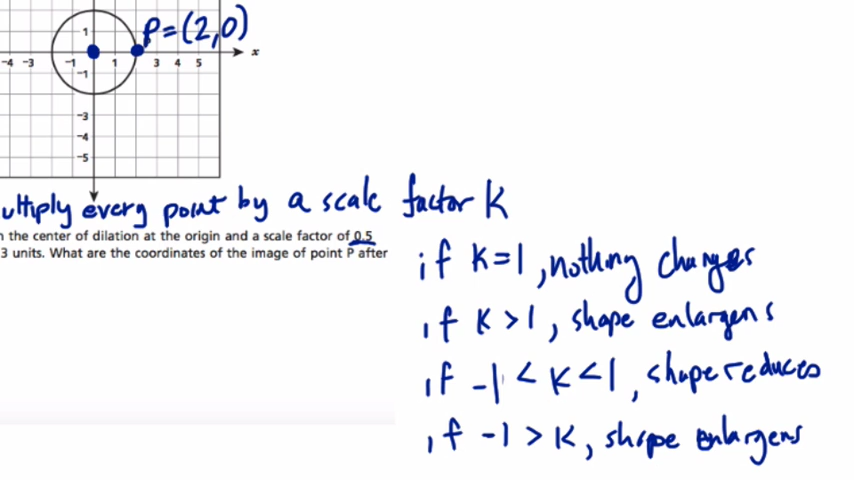 P=(2,0)
1
x
-4 -3 -1 1 3 4 5
-1
-3
-4
-5
ultiply every point by a scale factor K
n the center of dilation at the origin and a scale factor of 0.5
3 units. What are the coordinates of the image of point P after
if K=1, nothing changes
if K >1, shape enlargens
if -1 < K <1, shape reduces
if -1 > K, shape enlargens